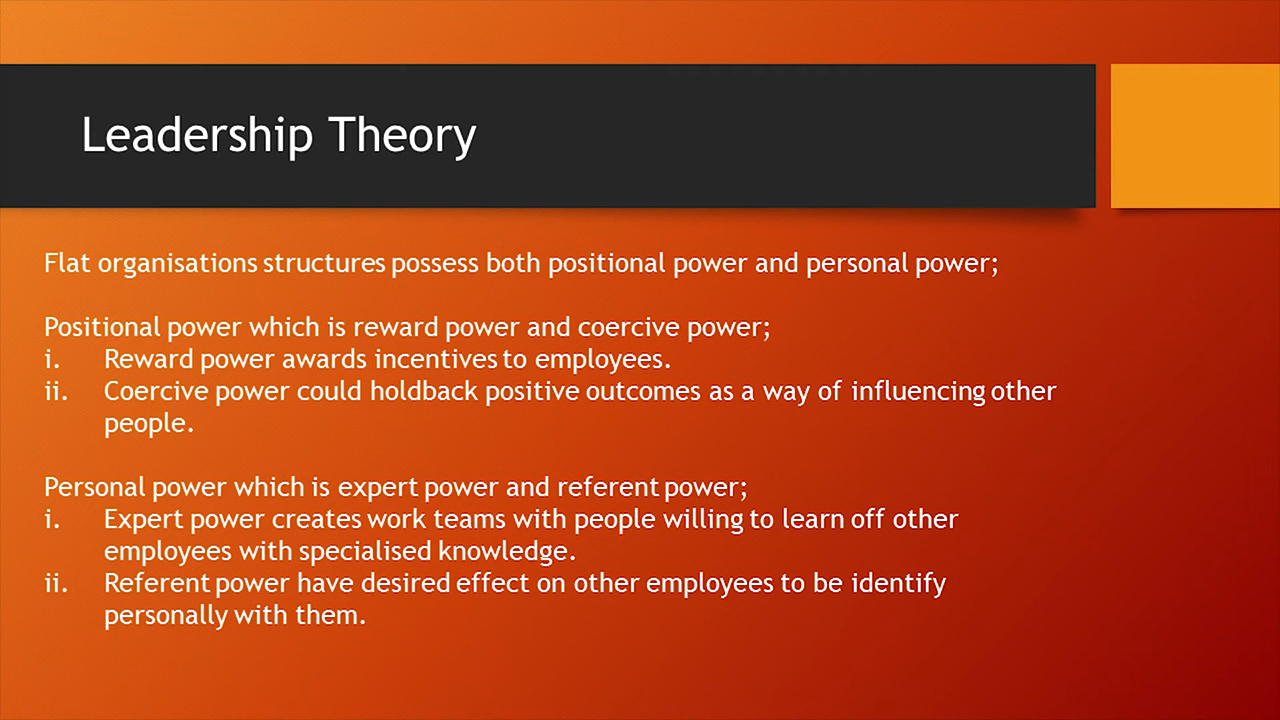 Leadership Theory
Flat organisations structures possess both positional power and personal power;
Positional power which is reward power and coercive power;
i. Reward power awards incentives to employees.
ii. Coercive power could holdback positive outcomes as a way of influencing other
people.
Personal power which is expert power and referent power;
i. Expert power creates work teams with people willing to learn off other
employees with specialised knowledge.
ii. Referent power have desired effect on other employees to be identify
personally with them.